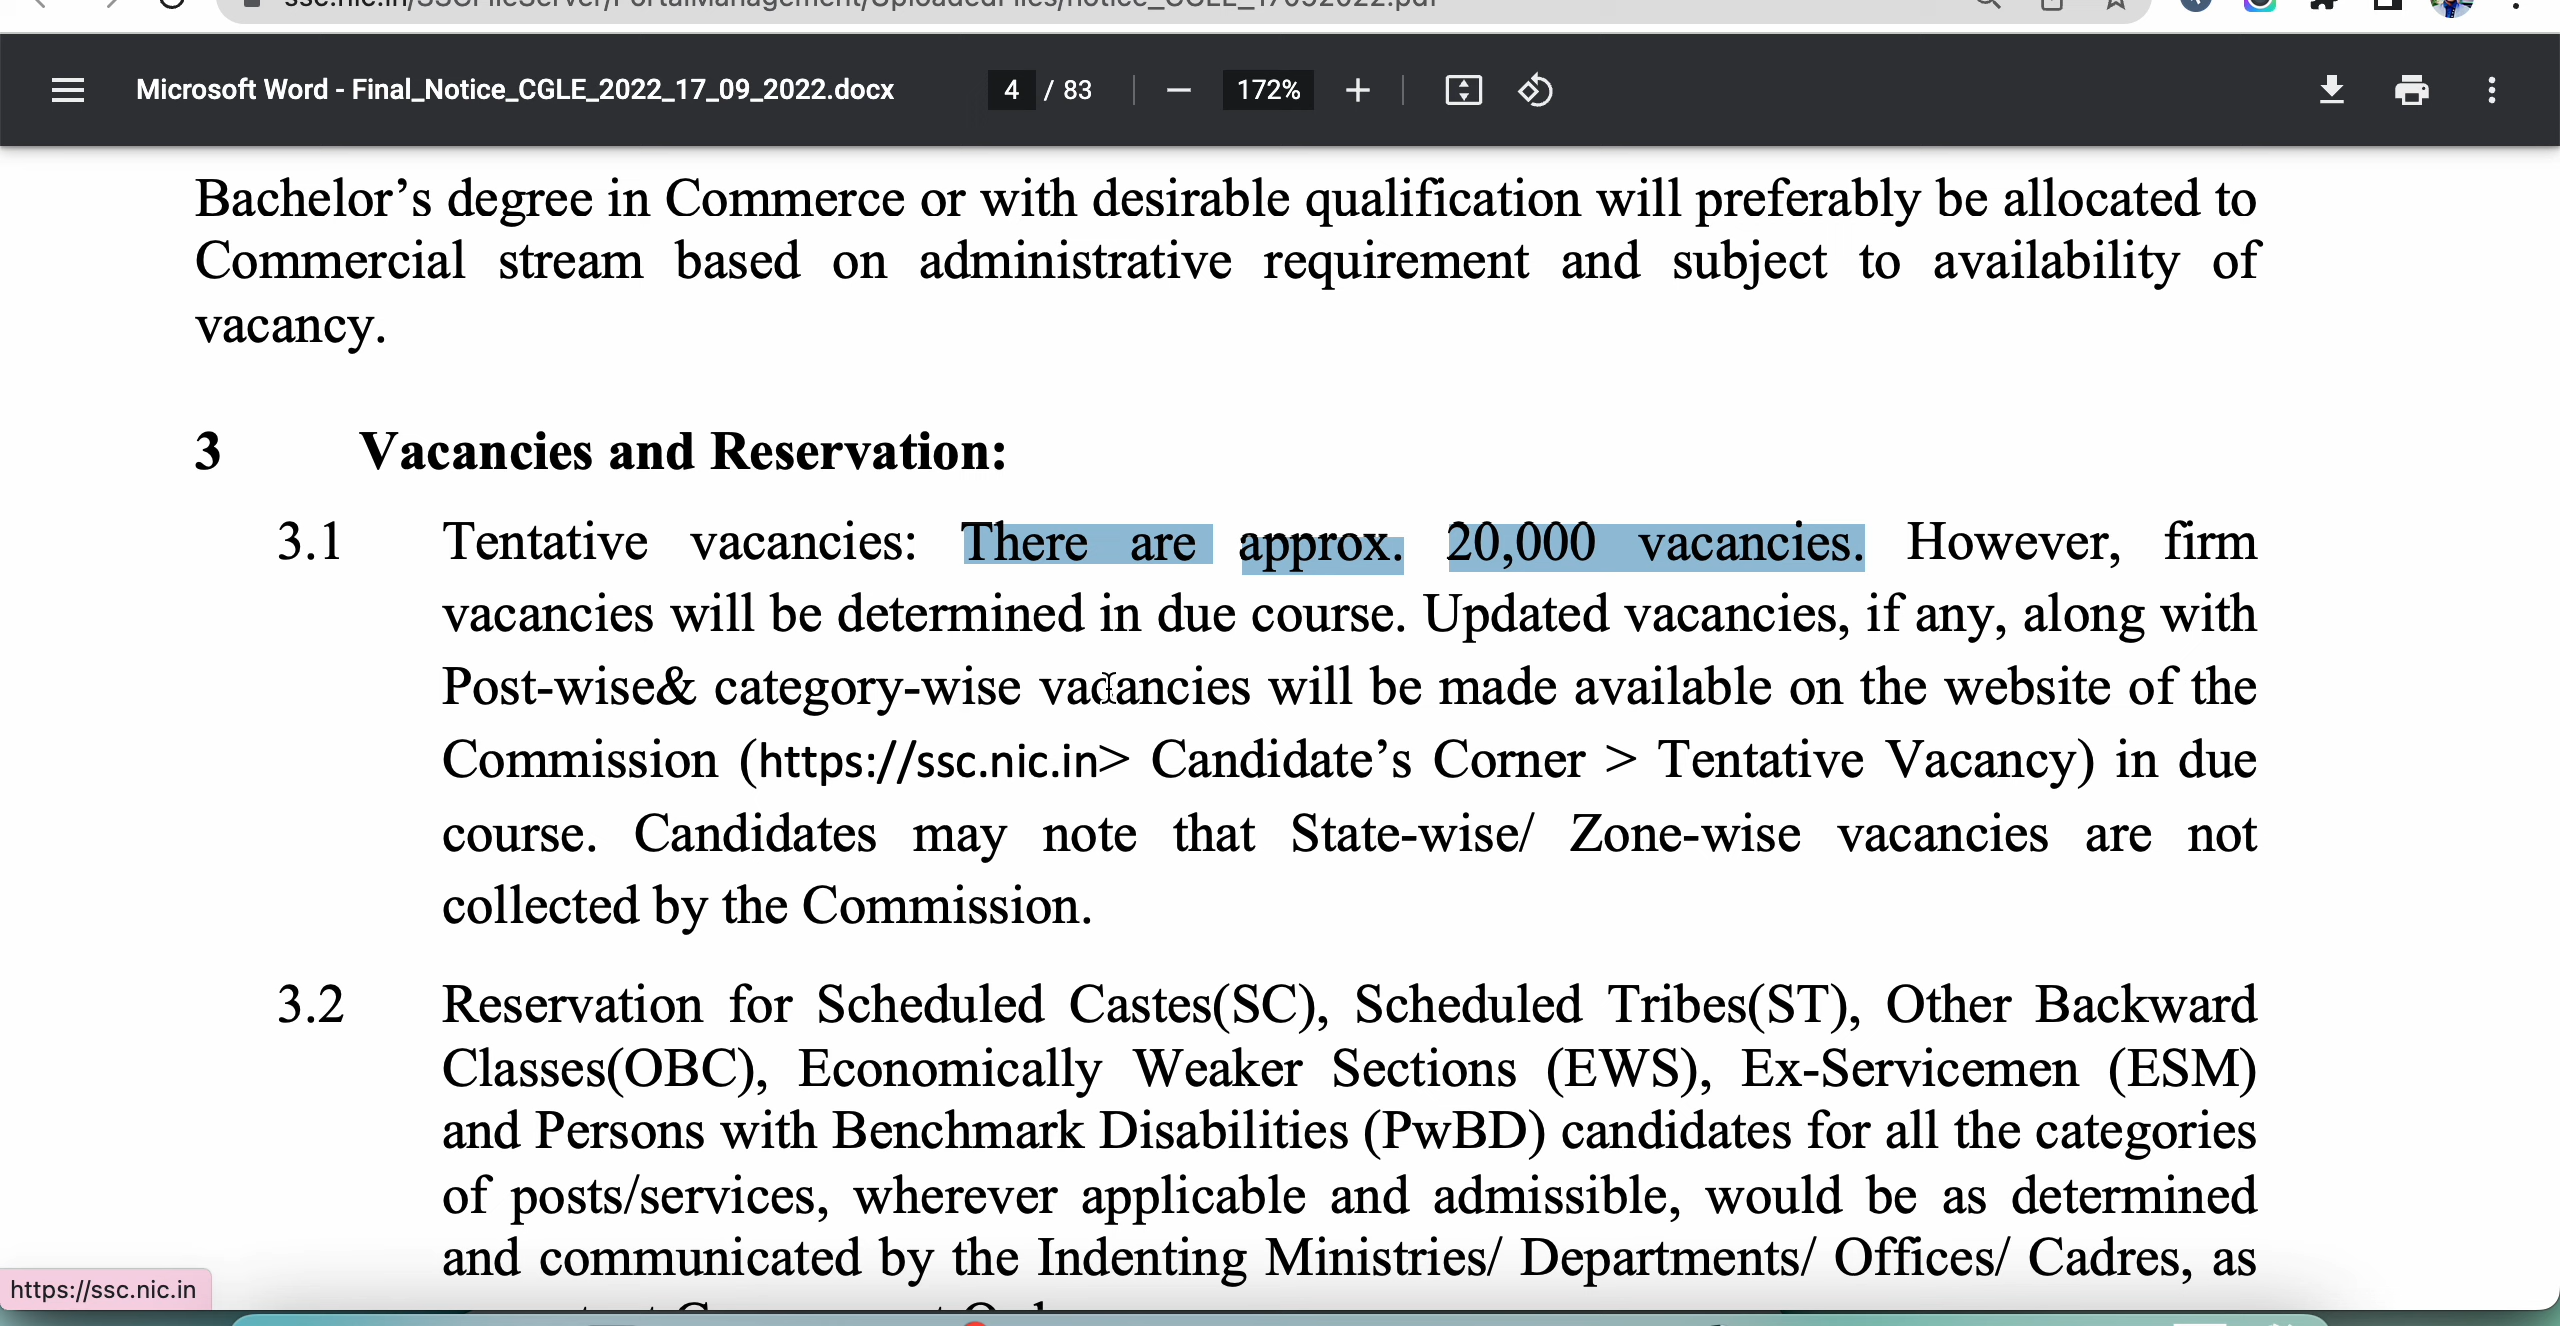 Microsoft Word - Final_Notice_CGLE_2022_17_09_2022.docx 4 / 83 172%
Bachelor’s degree in Commerce or with desirable qualification will preferably be allocated to
Commercial stream based on administrative requirement and subject to availability of
vacancy.
3 Vacancies and Reservation:
3.1 Tentative vacancies: There are approx. 20,000 vacancies. However, firm
vacancies will be determined in due course. Updated vacancies, if any, along with
Post-wise& category-wise vacancies will be made available on the website of the
Commission (https://ssc.nic.in> Candidate’s Corner > Tentative Vacancy) in due
course. Candidates may note that State-wise/ Zone-wise vacancies are not
collected by the Commission.
3.2 Reservation for Scheduled Castes(SC), Scheduled Tribes(ST), Other Backward
Classes(OBC), Economically Weaker Sections (EWS), Ex-Servicemen (ESM)
and Persons with Benchmark Disabilities (PwBD) candidates for all the categories
of posts/services, wherever applicable and admissible, would be as determined
and communicated by the Indenting Ministries/ Departments/ Offices/ Cadres, as
https://ssc.nic.in